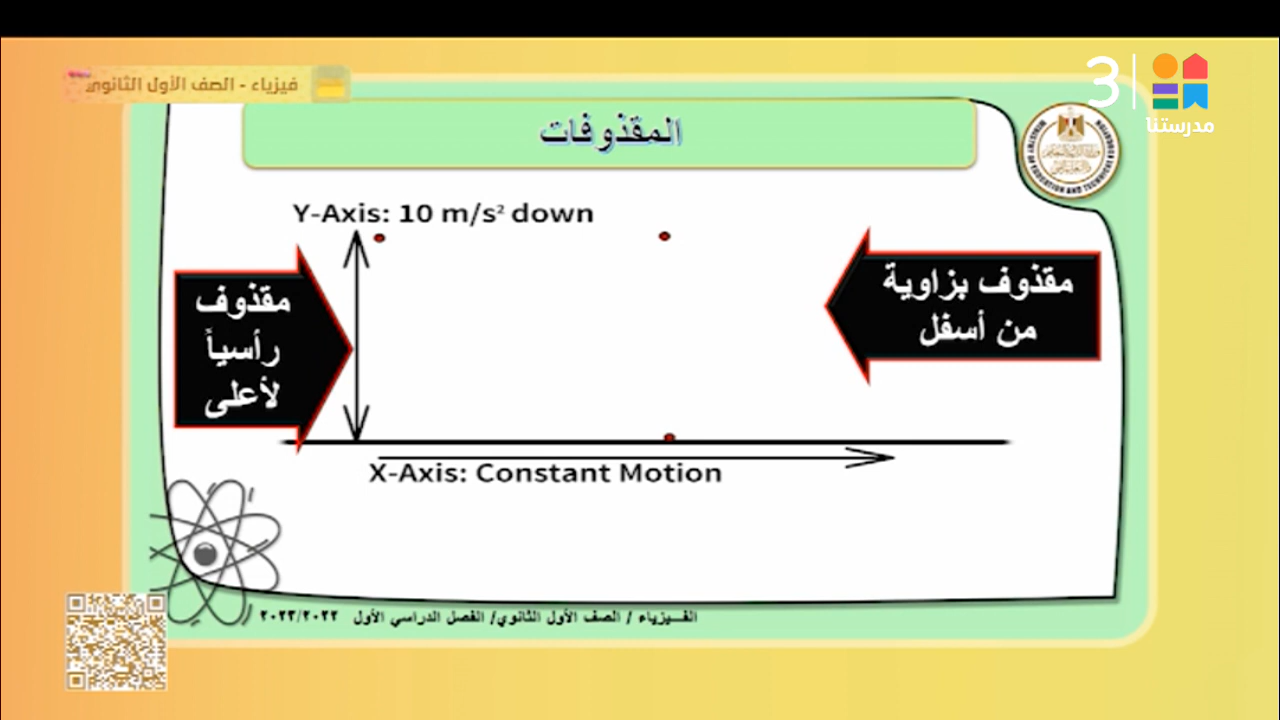 فيزياء - الصف الأول الثانوي
3
مدرستنا
المقذوفات
Y-Axis: 10 m/s² down
مقذوف بزاوية
من أسفل
مقذوف
رأسياً
لأعلى
X-Axis: Constant Motion
الفـــيزياء / الصف الأول الثانوي/ الفصل الدراسي الأول ٢٠٢٣/٢٠٢٢